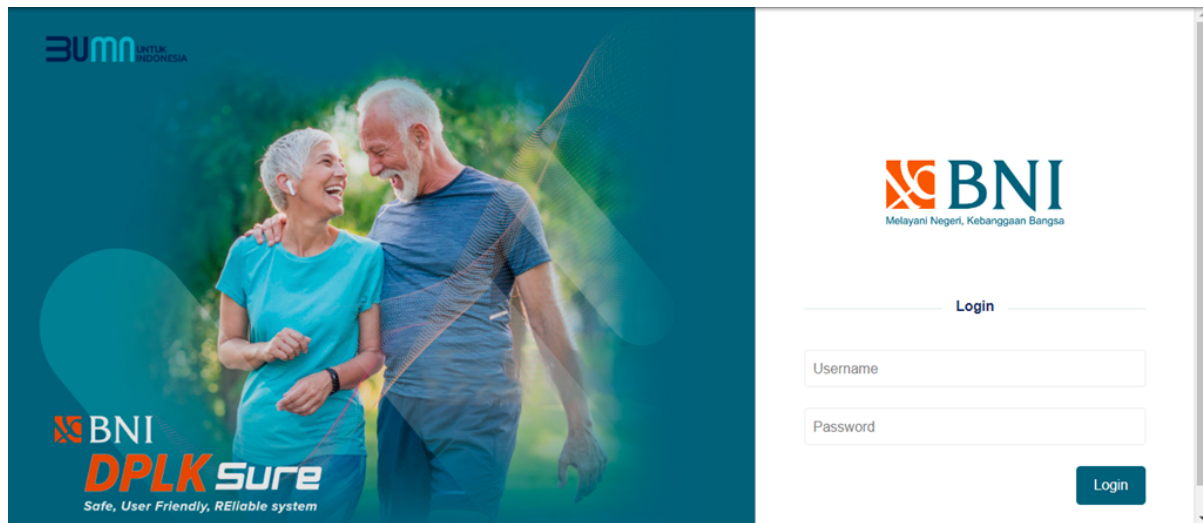 BUMN UNTUK
INDONESIA
BNI
DPLK Sure
Safe, User Friendly, REliable system
BNI
Melayani Negeri, Kebanggaan Bangsa
Login
Username
Password
Login